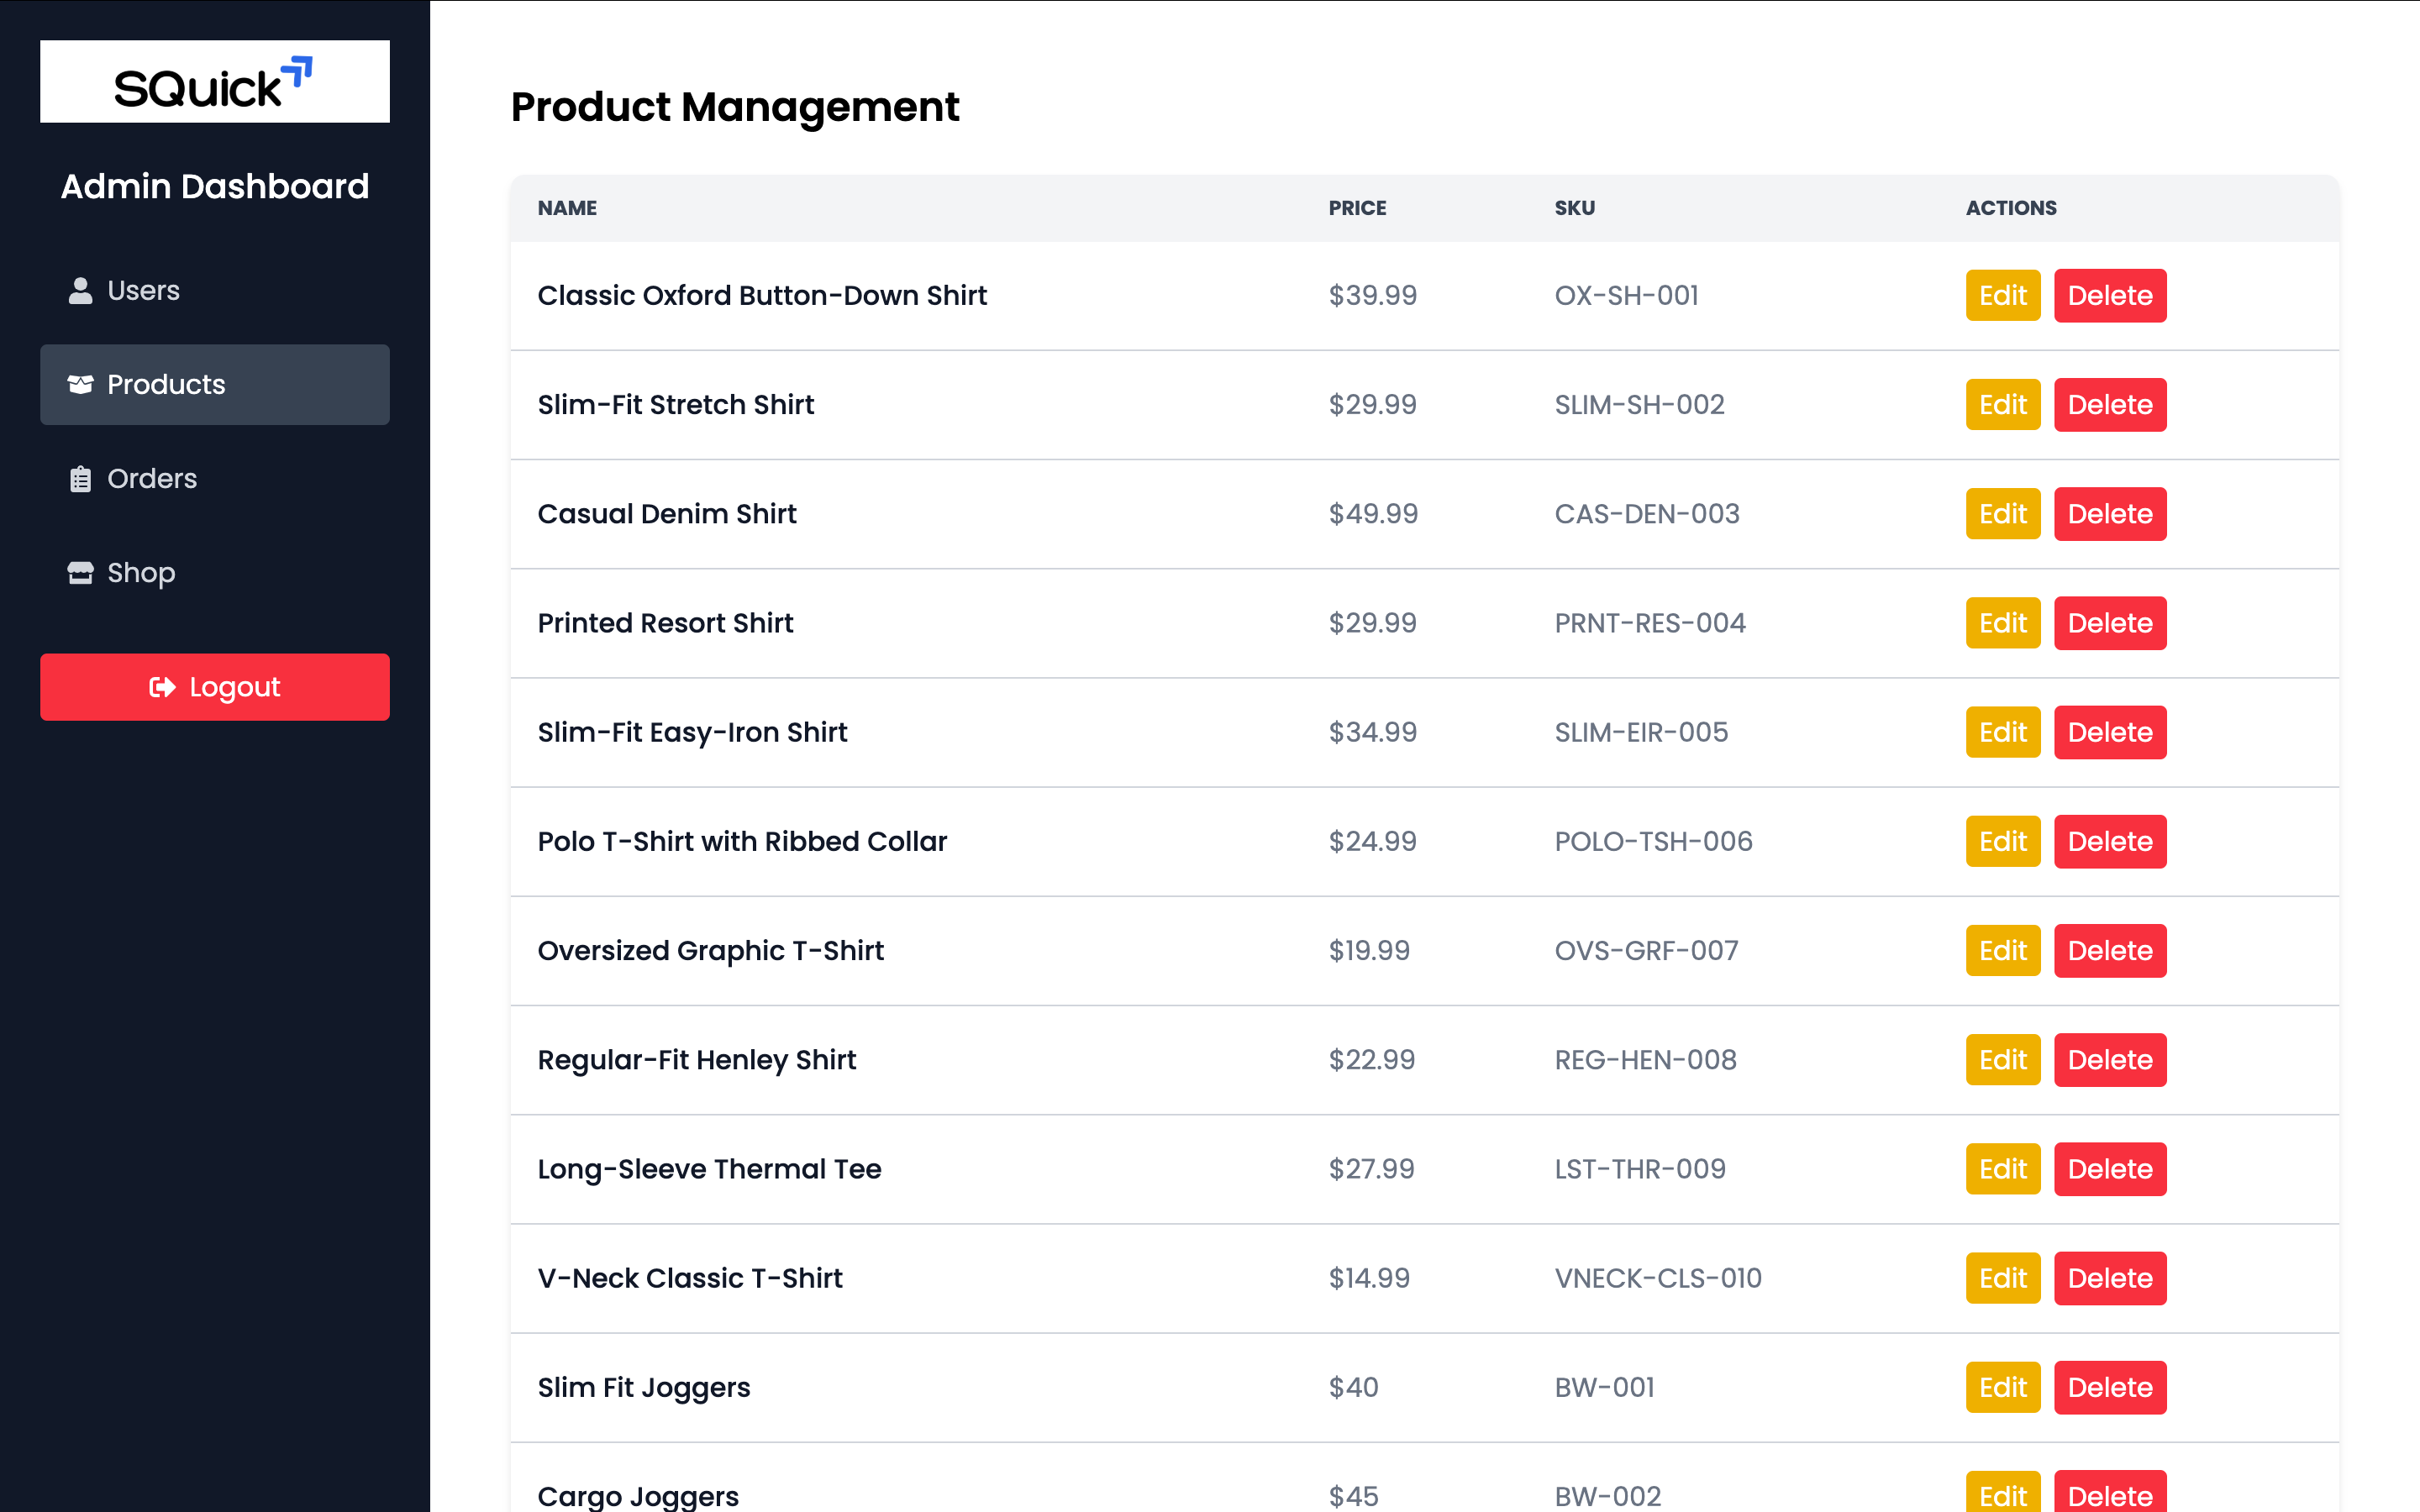 SQuick
Admin Dashboard
Users
Products
Orders
Shop
Logout
Product Management
NAME PRICE SKU ACTIONS
Classic Oxford Button-Down Shirt $39.99 OX-SH-001 Edit Delete
Slim-Fit Stretch Shirt $29.99 SLIM-SH-002 Edit Delete
Casual Denim Shirt $49.99 CAS-DEN-003 Edit Delete
Printed Resort Shirt $29.99 PRNT-RES-004 Edit Delete
Slim-Fit Easy-Iron Shirt $34.99 SLIM-EIR-005 Edit Delete
Polo T-Shirt with Ribbed Collar $24.99 POLO-TSH-006 Edit Delete
Oversized Graphic T-Shirt $19.99 OVS-GRF-007 Edit Delete
Regular-Fit Henley Shirt $22.99 REG-HEN-008 Edit Delete
Long-Sleeve Thermal Tee $27.99 LST-THR-009 Edit Delete
V-Neck Classic T-Shirt $14.99 VNECK-CLS-010 Edit Delete
Slim Fit Joggers $40 BW-001 Edit Delete
Cargo Joggers $45 BW-002 Edit Delete